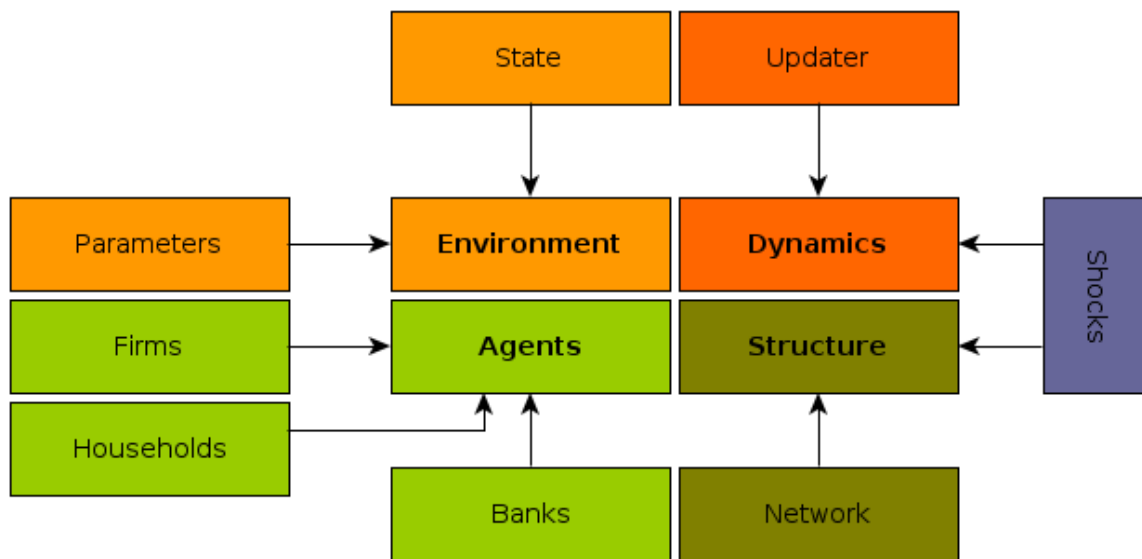 State
Updater
Parameters
Environment
Dynamics
Shocks
Firms
Agents
Structure
Households
Banks
Network